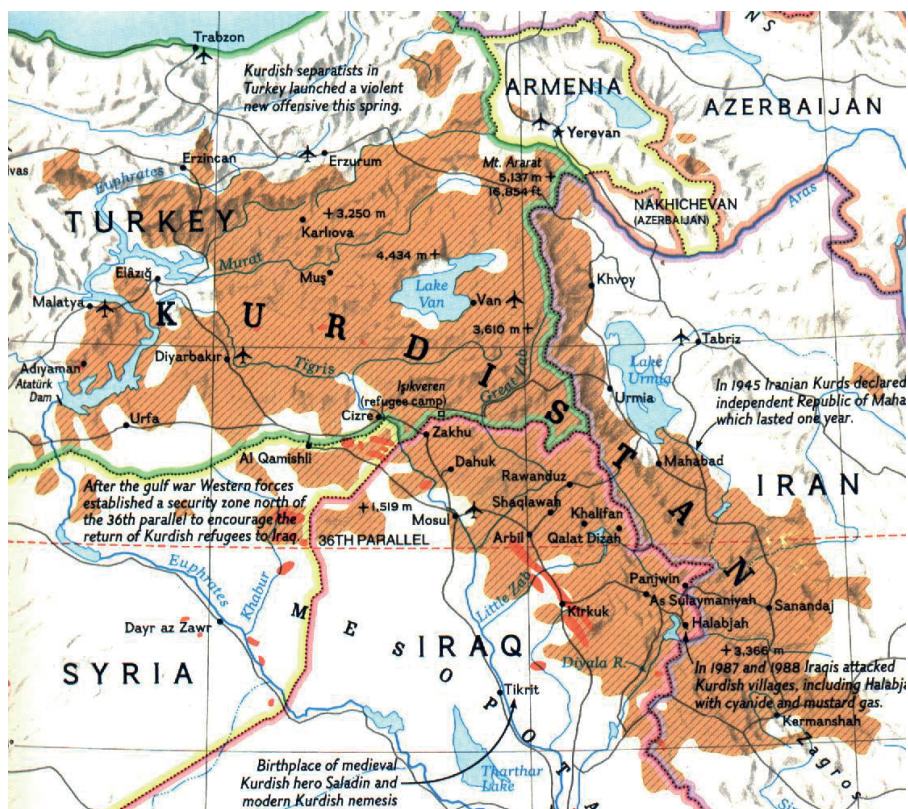 N S
Trabzon
Kurdish separatists in
Turkey launched a violent
new offensive this spring.
ARMENIA
AZERBAIJAN
Yerevan
Erzincan
Erzurum
vas
Euphrates
Mt. Ararat
5,137 m
16,854 ft.
NAKHICHEVAN
(AZERBAIJAN)
Aras
TURKEY
3,250 m
Karlıova
4,434 m
Murat
Elâzığ
Muş
Khvoy
Malatya
Lake
Van
Van
3,610 m
KURDISTAN
Tabriz
Diyarbakır
Tigris
Great Zab
Lake
Urmia
Adıyaman
Atatürk
Dam
Işıkveren
(refugee camp)
Urmia
In 1945 Iranian Kurds declared
independent Republic of Maha
which lasted one year.
Cizre
Urfa
Zakhu
Al Qamishli
Dahuk
Mahabad
Rawanduz
IRAN
After the gulf war Western forces
established a security zone north of
the 36th parallel to encourage the
return of Kurdish refugees to Iraq.
1,519 m
Shaqlawah
Mosul
Khalifan
36TH PARALLEL
Arbil
Qalat Dizah
Euphrates
Khabur
Little Zab
Panjwin
As Sulaymaniyah
Sanandaj
Kirkuk
Dayr az Zawr
Halabjah
MESOPOT
IRAQ
Diyala R.
3,366 m
SYRIA
In 1987 and 1988 Iraqis attacked
Kurdish villages, including Halabja
with cyanide and mustard gas.
Tikrit
Kermanshah
Zagros
Birthplace of medieval
Kurdish hero Saladin and
modern Kurdish nemesis
Tharthar
Lake